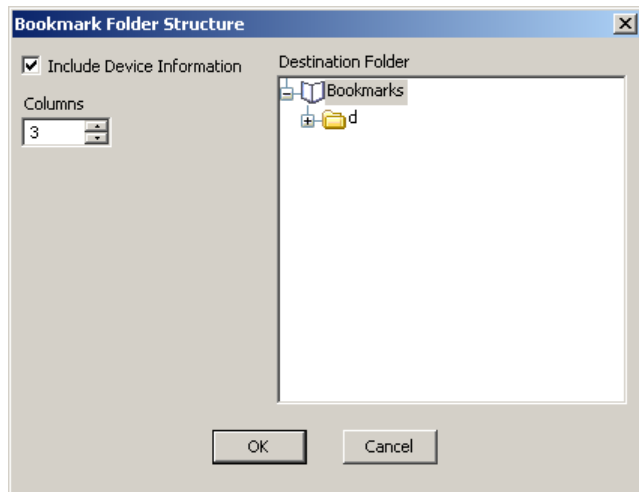 Bookmark Folder Structure
Include Device Information
Destination Folder
Bookmarks
d
Columns
3
OK
Cancel